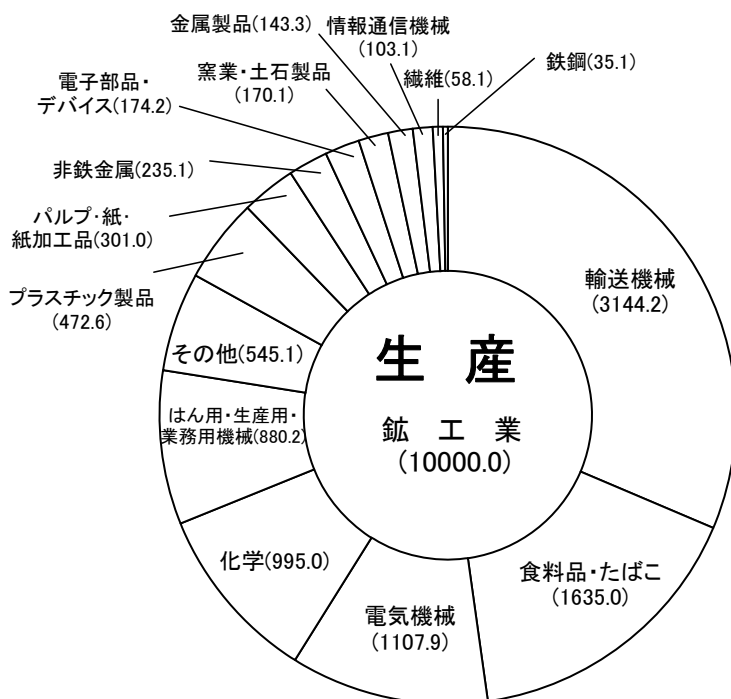 金属製品(143.3)
情報通信機械
(103.1)
電子部品・
デバイス(174.2)
窯業・土石製品
(170.1)
繊維(58.1)
鉄鋼(35.1)
非鉄金属(235.1)
パルプ・紙・
紙加工品(301.0)
プラスチック製品
(472.6)
輸送機械
(3144.2)
その他(545.1)
はん用・生産用・
業務用機械(880.2)
生 産
鉱 工 業
(10000.0)
化学(995.0)
電気機械
(1107.9)
食料品・たばこ
(1635.0)